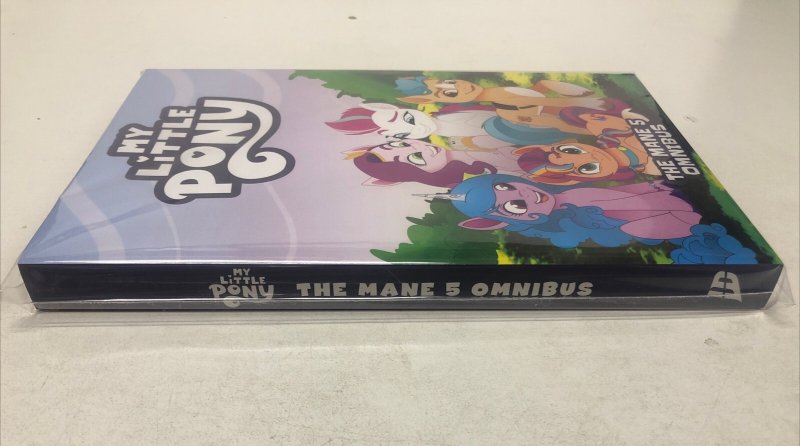 MY
LiTTLE
PONY
THE MANE 5
OMNIBUS
MY
LiTTLE
PONY
THE MANE 5 OMNIBUS